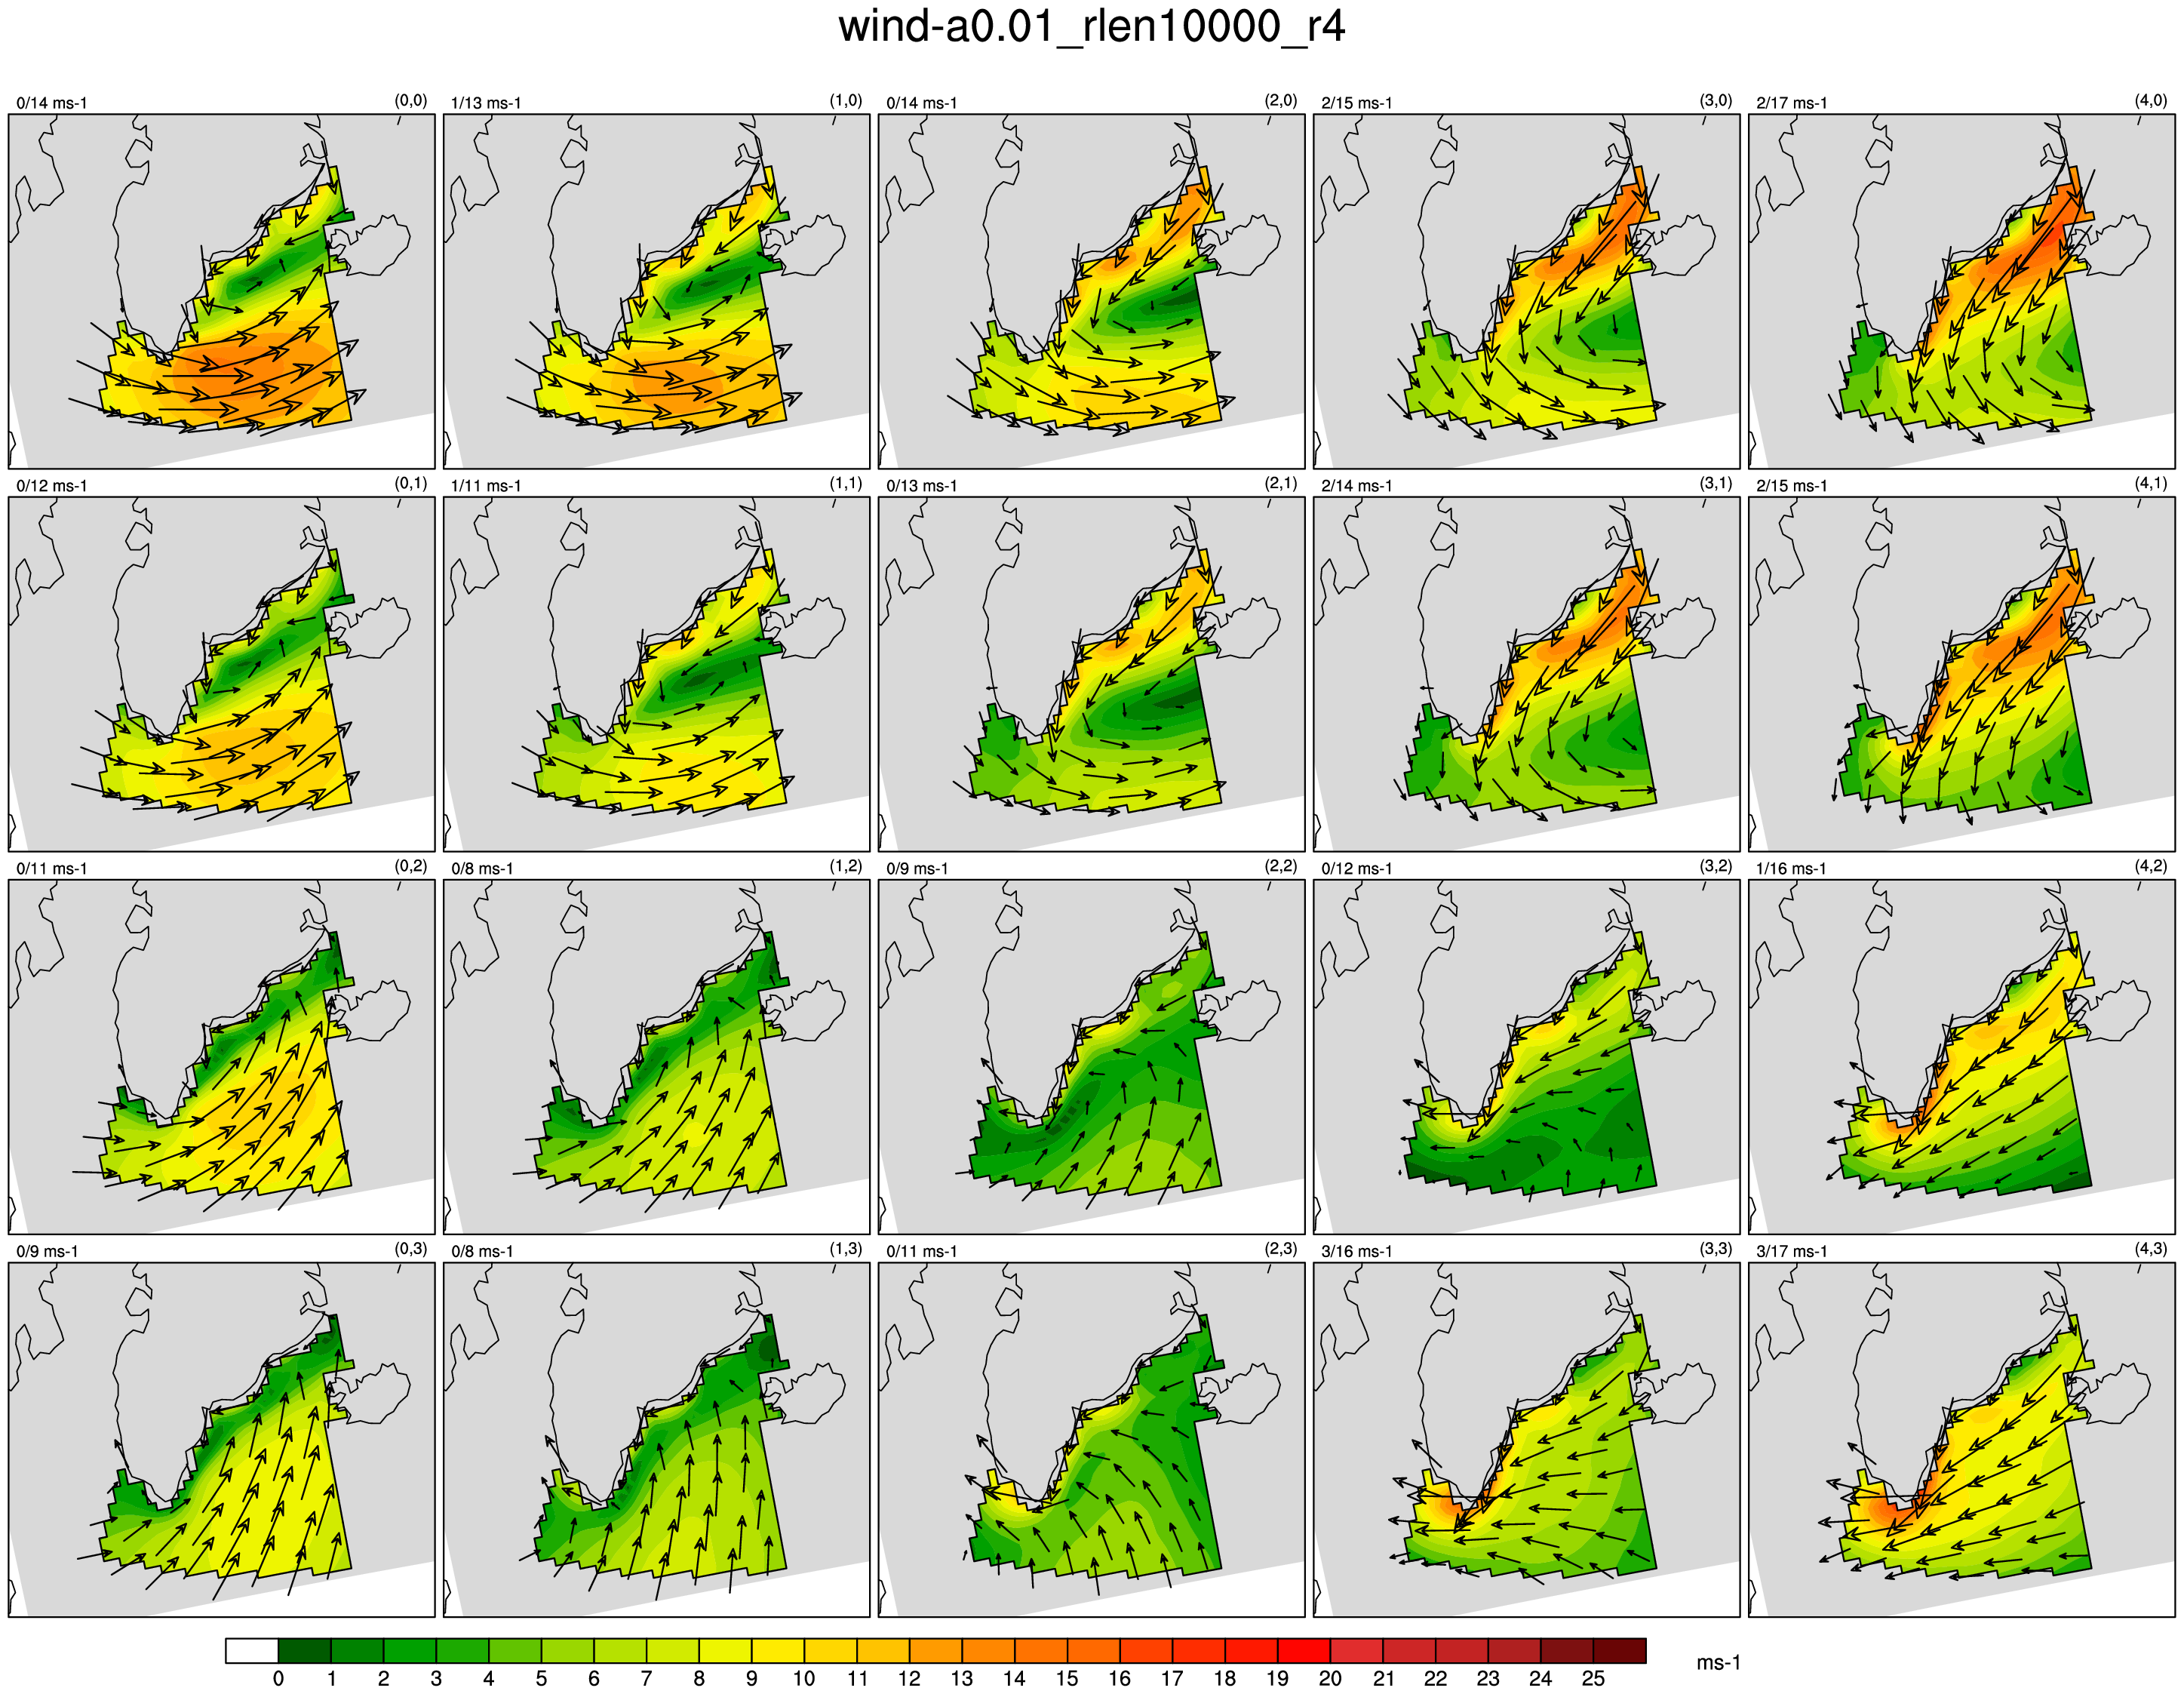 wind-a0.01_rlen10000_r4
0/14 ms-1 (0,0) 1/13 ms-1 (1,0) 0/14 ms-1 (2,0) 2/15 ms-1 (3,0) 2/17 ms-1 (4,0)
0/12 ms-1 (0,1) 1/11 ms-1 (1,1) 0/13 ms-1 (2,1) 2/14 ms-1 (3,1) 2/15 ms-1 (4,1)
0/11 ms-1 (0,2) 0/8 ms-1 (1,2) 0/9 ms-1 (2,2) 0/12 ms-1 (3,2) 1/16 ms-1 (4,2)
0/9 ms-1 (0,3) 0/8 ms-1 (1,3) 0/11 ms-1 (2,3) 3/16 ms-1 (3,3) 3/17 ms-1 (4,3)
0 1 2 3 4 5 6 7 8 9 10 11 12 13 14 15 16 17 18 19 20 21 22 23 24 25 ms-1